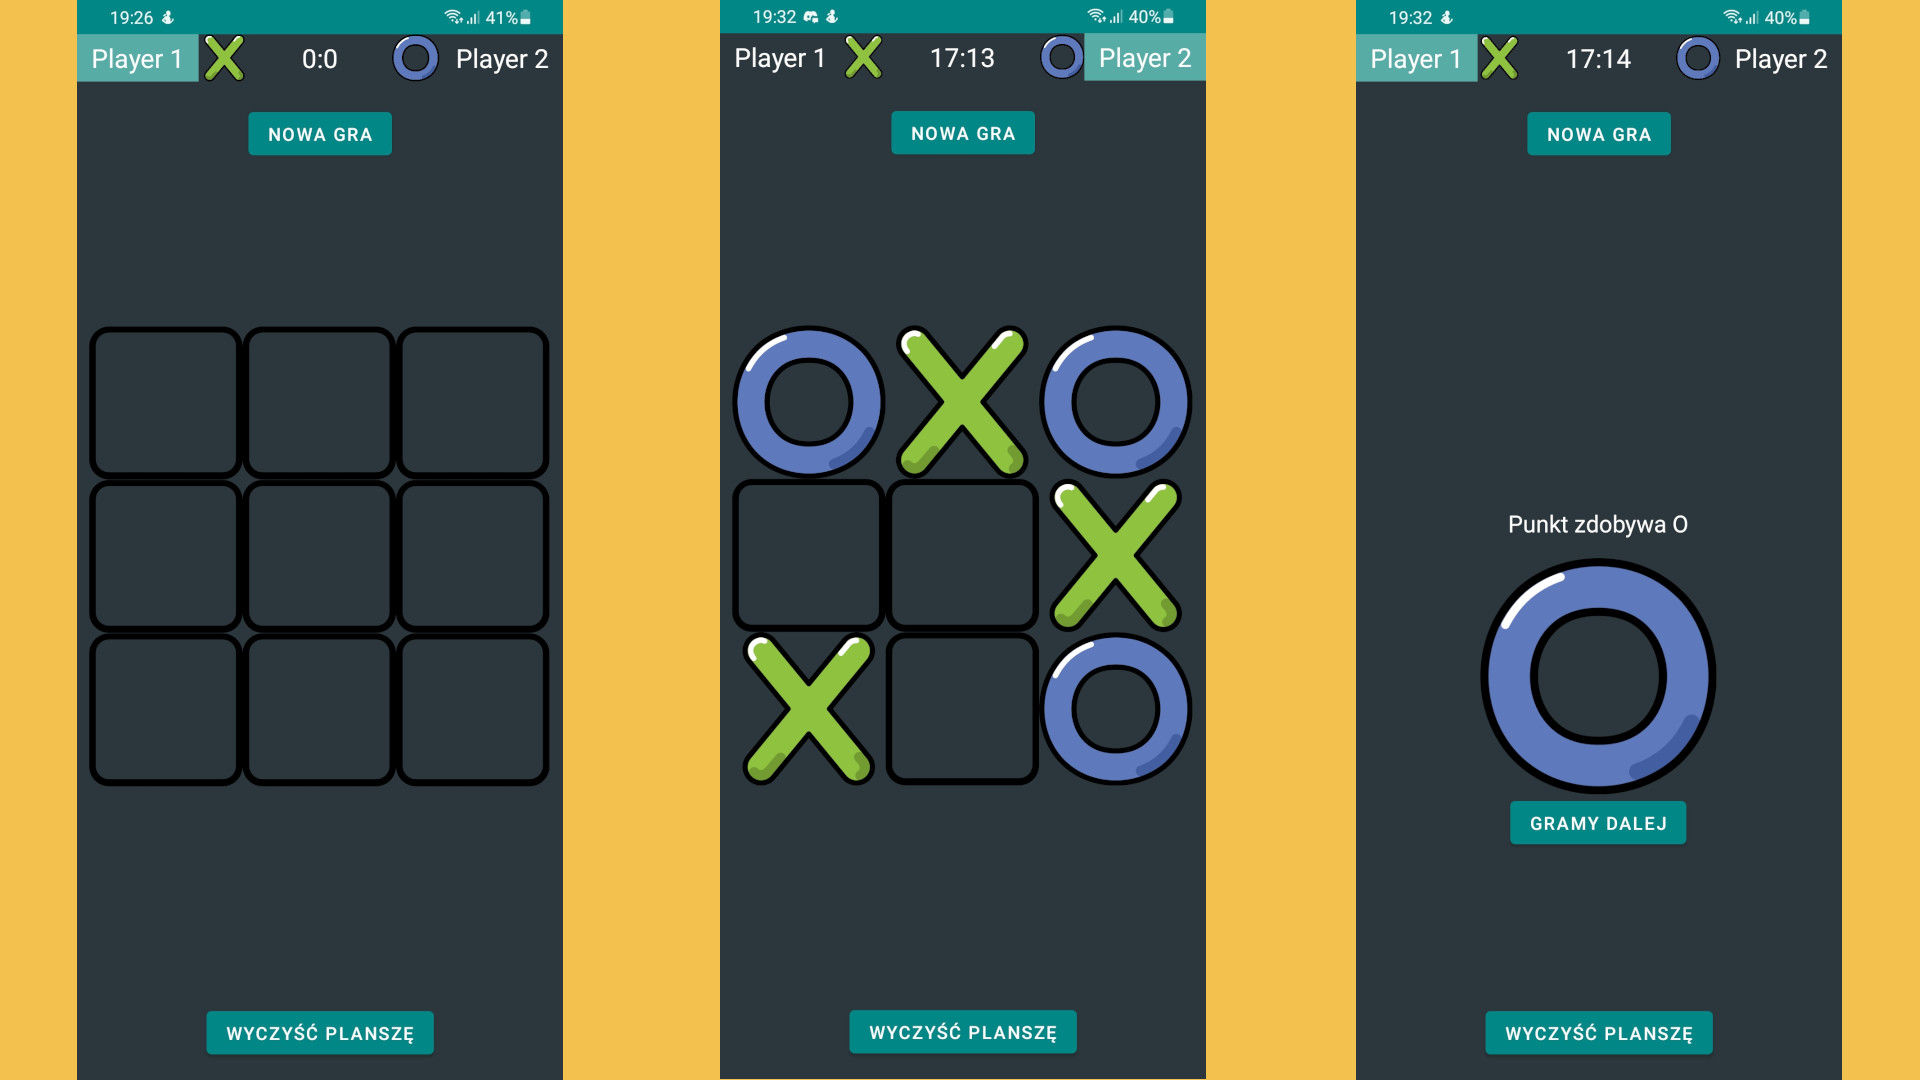 19:26 41%
Player 1 0:0 Player 2
NOWA GRA
WYCZYŚĆ PLANSZĘ
19:32 40%
Player 1 17:13 Player 2
NOWA GRA
WYCZYŚĆ PLANSZĘ
19:32 40%
Player 1 17:14 Player 2
NOWA GRA
Punkt zdobywa O
GRAMY DALEJ
WYCZYŚĆ PLANSZĘ